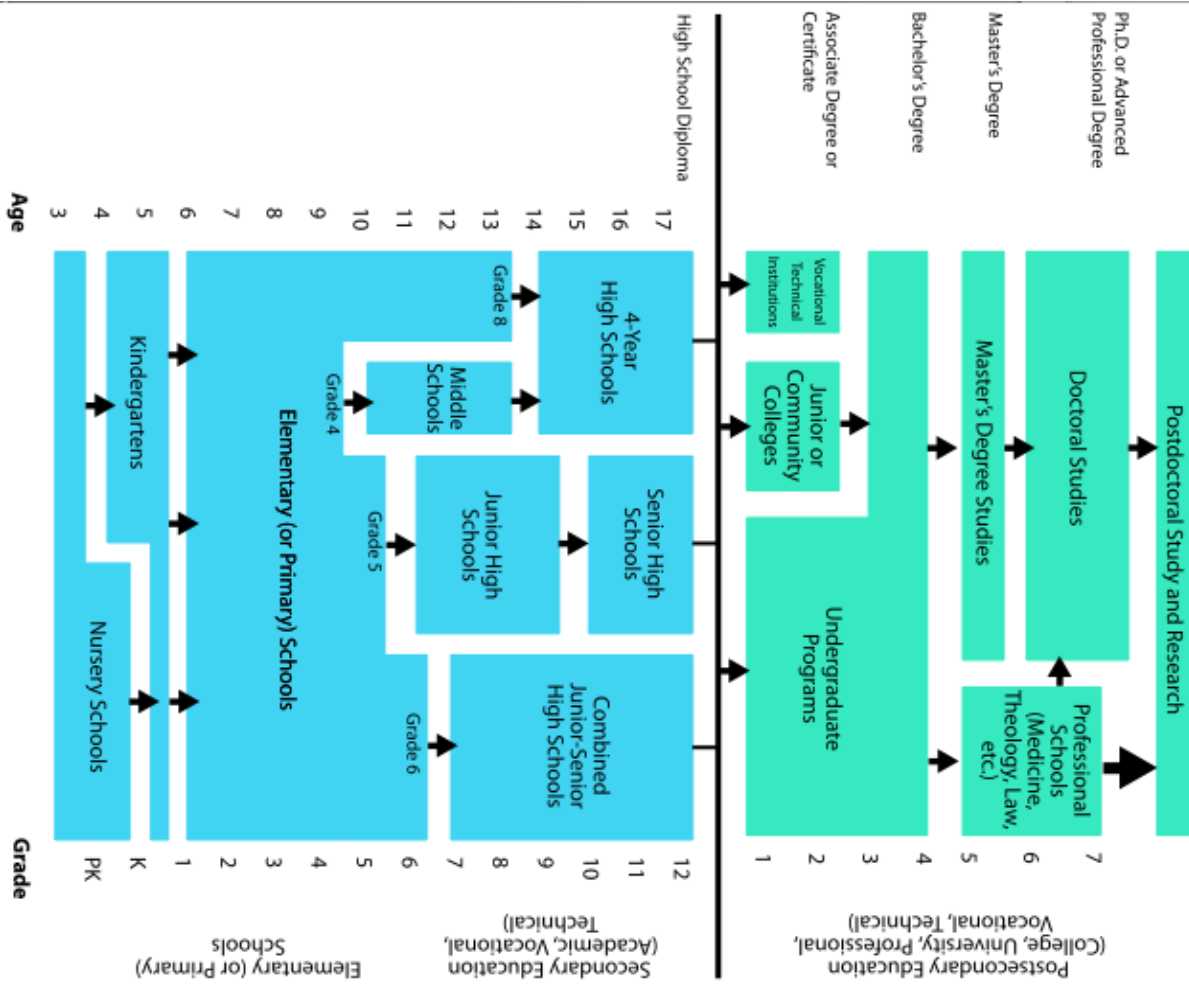 Postdoctoral Study and Research
Ph.D. or Advanced
Professional Degree
Doctoral Studies
Professional
Schools
(Medicine,
Theology, Law,
etc.)
Master's Degree
Master's Degree Studies
Bachelor's Degree
Undergraduate
Programs
Associate Degree or
Certificate
Vocational
Technical
Institutions
Junior or
Community
Colleges
7
6
5
4
3
2
1
Postsecondary Education
(College, University, Professional,
Vocational, Technical)
High School Diploma
17
16
15
14
13
12
11
10
9
8
7
6
5
4
3
Age
4-Year
High Schools
Senior High
Schools
Combined
Junior-Senior
High Schools
Grade 8
Middle
Schools
Junior High
Schools
Grade 4
Grade 5
Grade 6
Elementary (or Primary) Schools
Kindergartens
Nursery Schools
12
11
10
9
8
7
6
5
4
3
2
1
K
PK
Grade
Secondary Education
(Academic, Vocational,
Technical)
Elementary (or Primary)
Schools